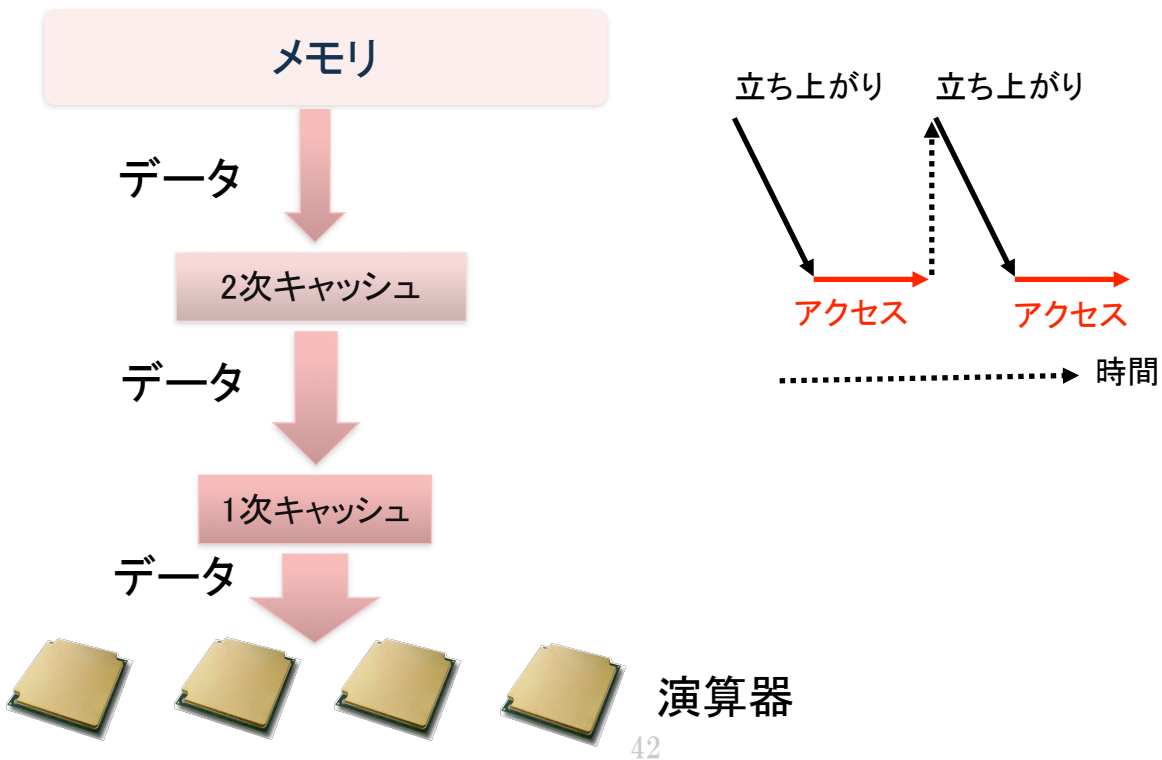 メモリ
データ
2次キャッシュ
データ
1次キャッシュ
データ
演算器
立ち上がり 立ち上がり
アクセス アクセス
時間
42